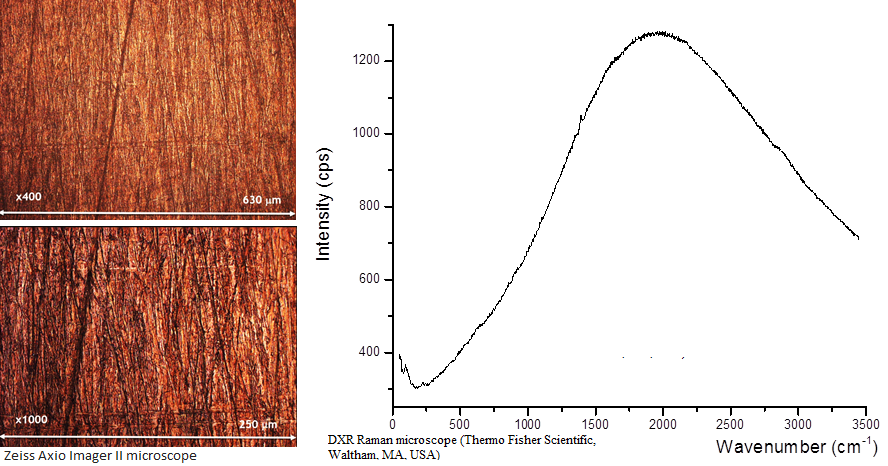 x400
630 µm
x1000
250 µm
Zeiss Axio Imager II microscope
Intensity (cps)
1200
1000
800
600
400
0
500
1000
1500
2000
2500
3000
3500
Wavenumber (cm⁻¹)
DXR Raman microscope (Thermo Fisher Scientific,
Waltham, MA, USA)